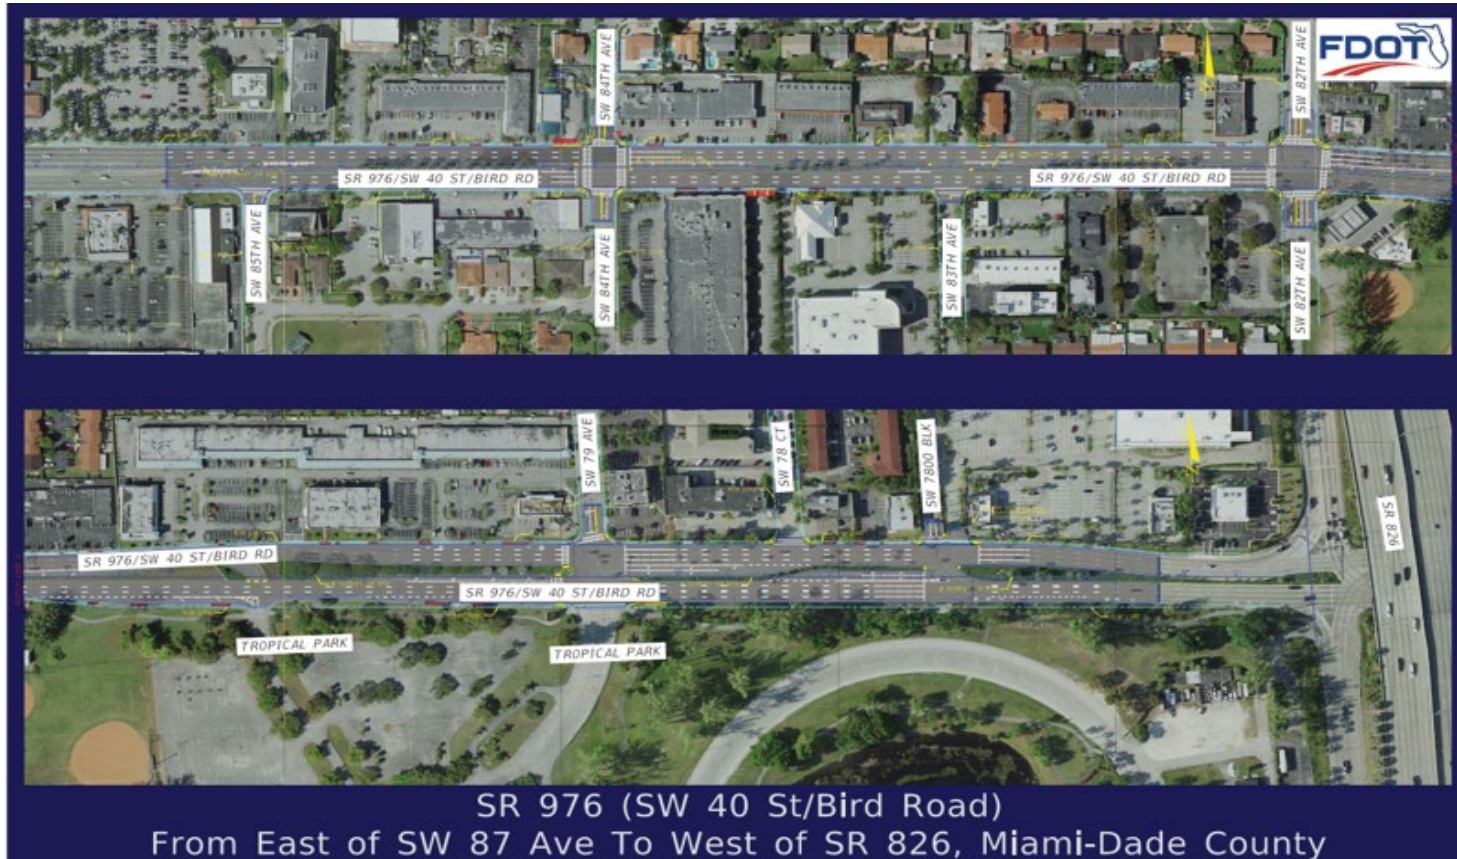 SW 84TH AVE
SW 82TH AVE
FDOT
SR 976/SW 40 ST/BIRD RD
SR 976/SW 40 ST/BIRD RD
SW 85TH AVE
SW 84TH AVE
SW 83TH AVE
SW 82TH AVE
SW 79 AVE
SW 78 CT
SW 7800 BLK
SR 826
SR 976/SW 40 ST/BIRD RD
SR 976/SW 40 ST/BIRD RD
TROPICAL PARK
TROPICAL PARK
SR 976 (SW 40 St/Bird Road)
From East of SW 87 Ave To West of SR 826, Miami-Dade County